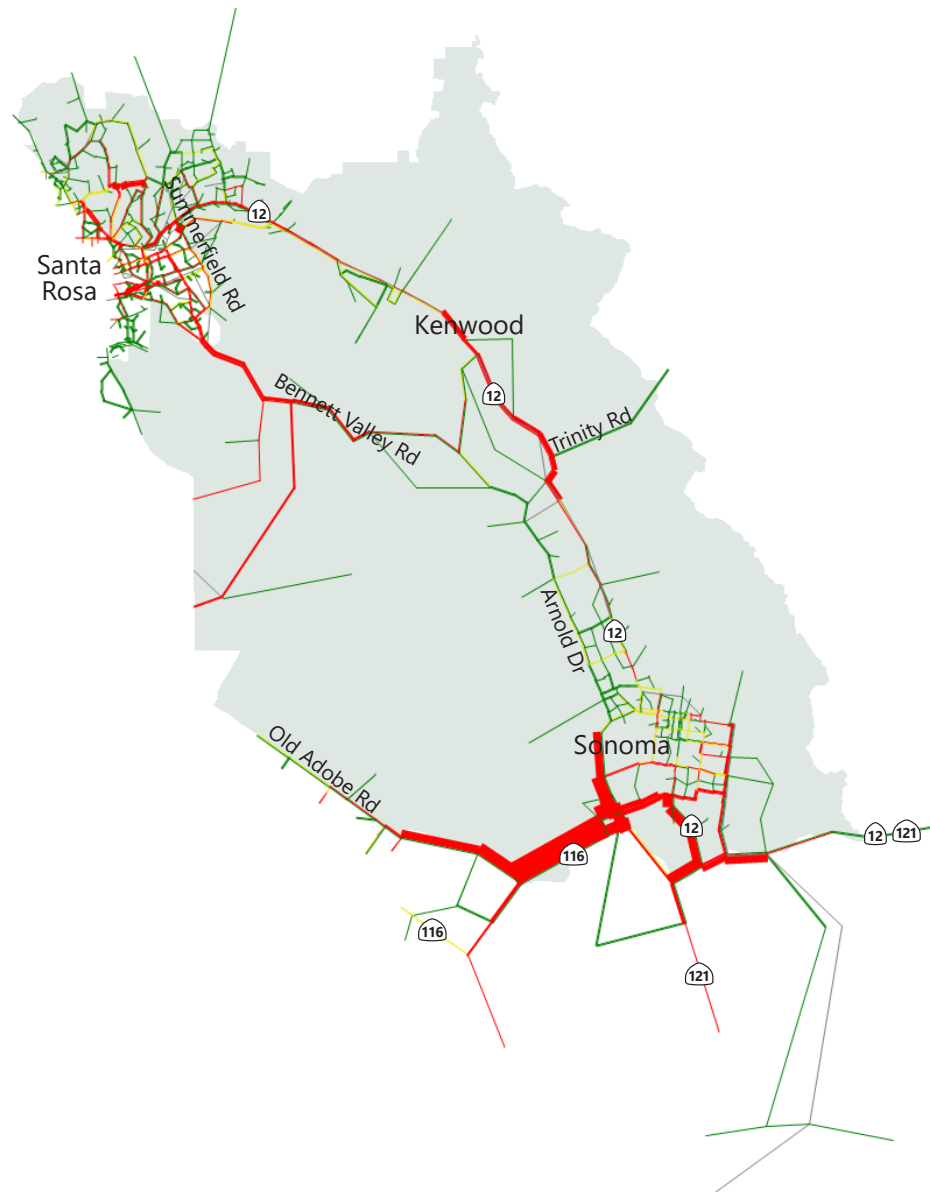 12
Summerfield Rd
Santa
Rosa
Kenwood
12
Bennett Valley Rd
Trinity Rd
Arnold Dr
12
Old Adobe Rd
Sonoma
12
12
121
116
116
121